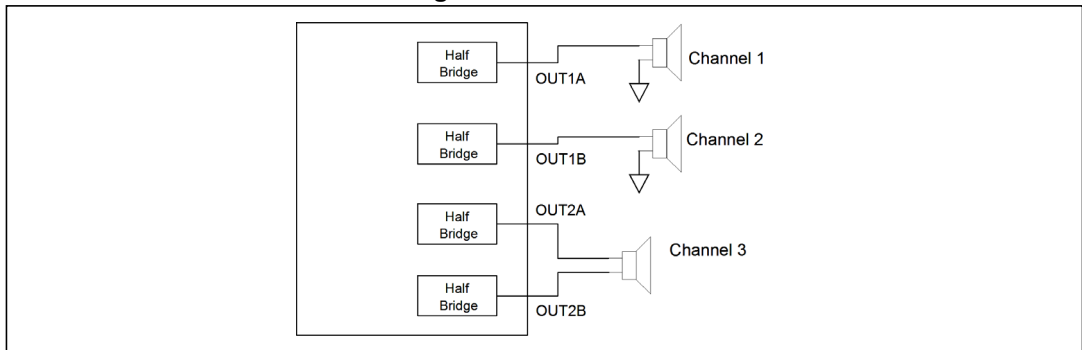 Half
Bridge
OUT1A
Channel 1
Half
Bridge
OUT1B
Channel 2
Half
Bridge
OUT2A
Channel 3
Half
Bridge
OUT2B